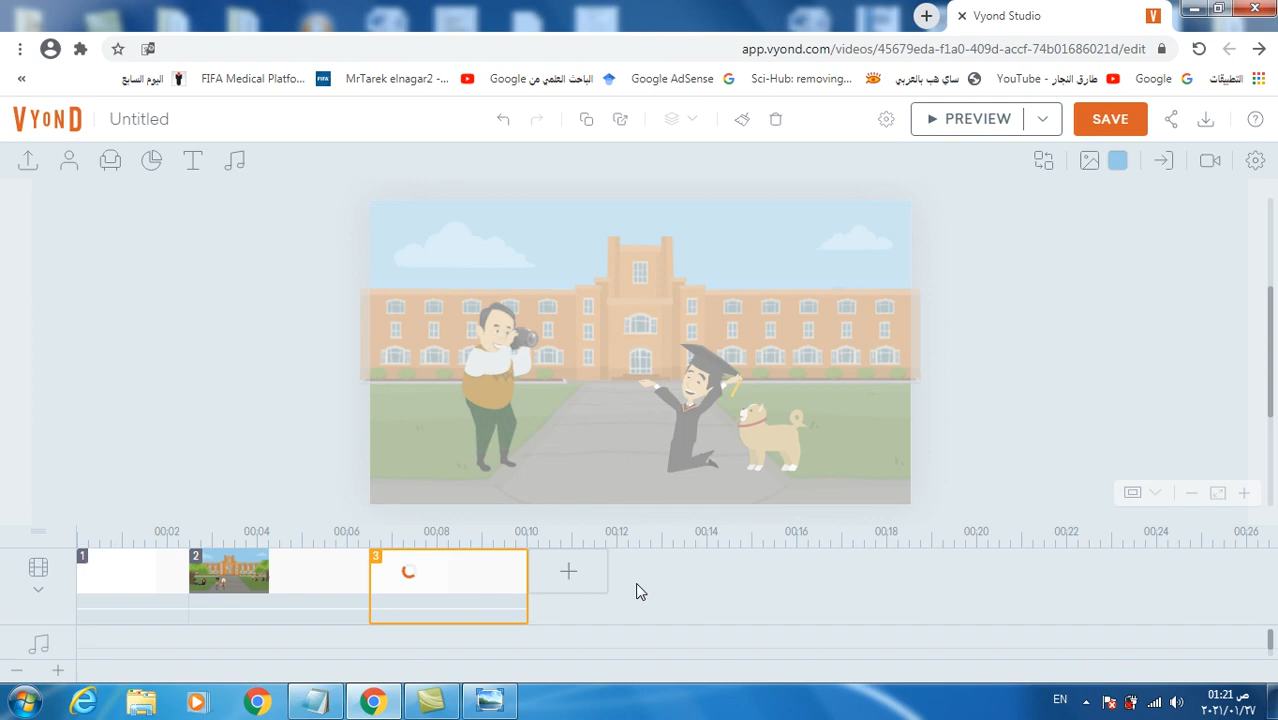 Vyond Studio
app.vyond.com/videos/45679eda-f1a0-409d-accf-74b01686021d/edit
« اليوم السابع FIFA Medical Platfo... FIFA MrTarek elnagar2 - ... الباحث العلمي من Google Google AdSense Sci-Hub: removing... ساي هب بالعربي YouTube - طارق النجار Google التطبيقات
VYOND Untitled PREVIEW SAVE
00:02 00:04 00:06 00:08 00:10 00:12 00:14 00:16 00:18 00:20 00:22 00:24 00:26
1 2 3
EN 01:21 ص
٢٠٢١/٠١/٢٧